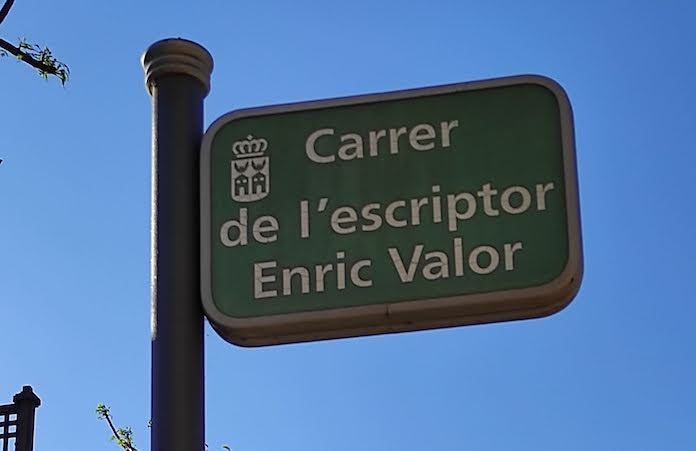 Carrer
de l'escriptor
Enric Valor